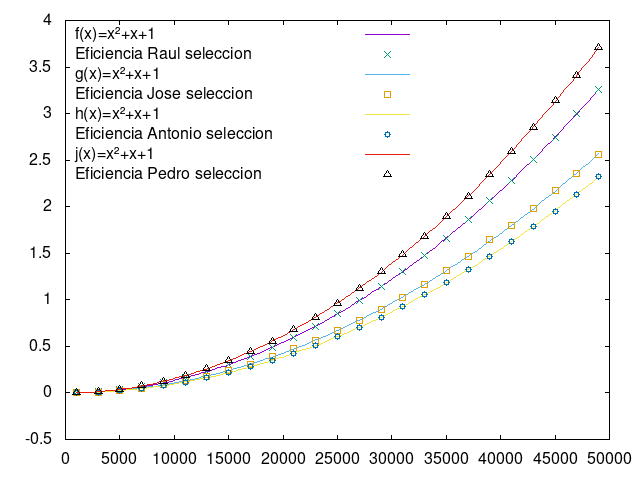 4
3.5
3
2.5
2
1.5
1
0.5
0
-0.5
f(x)=x²+x+1
Eficiencia Raul seleccion
g(x)=x²+x+1
Eficiencia Jose seleccion
h(x)=x²+x+1
Eficiencia Antonio seleccion
j(x)=x²+x+1
Eficiencia Pedro seleccion
0 5000 10000 15000 20000 25000 30000 35000 40000 45000 50000